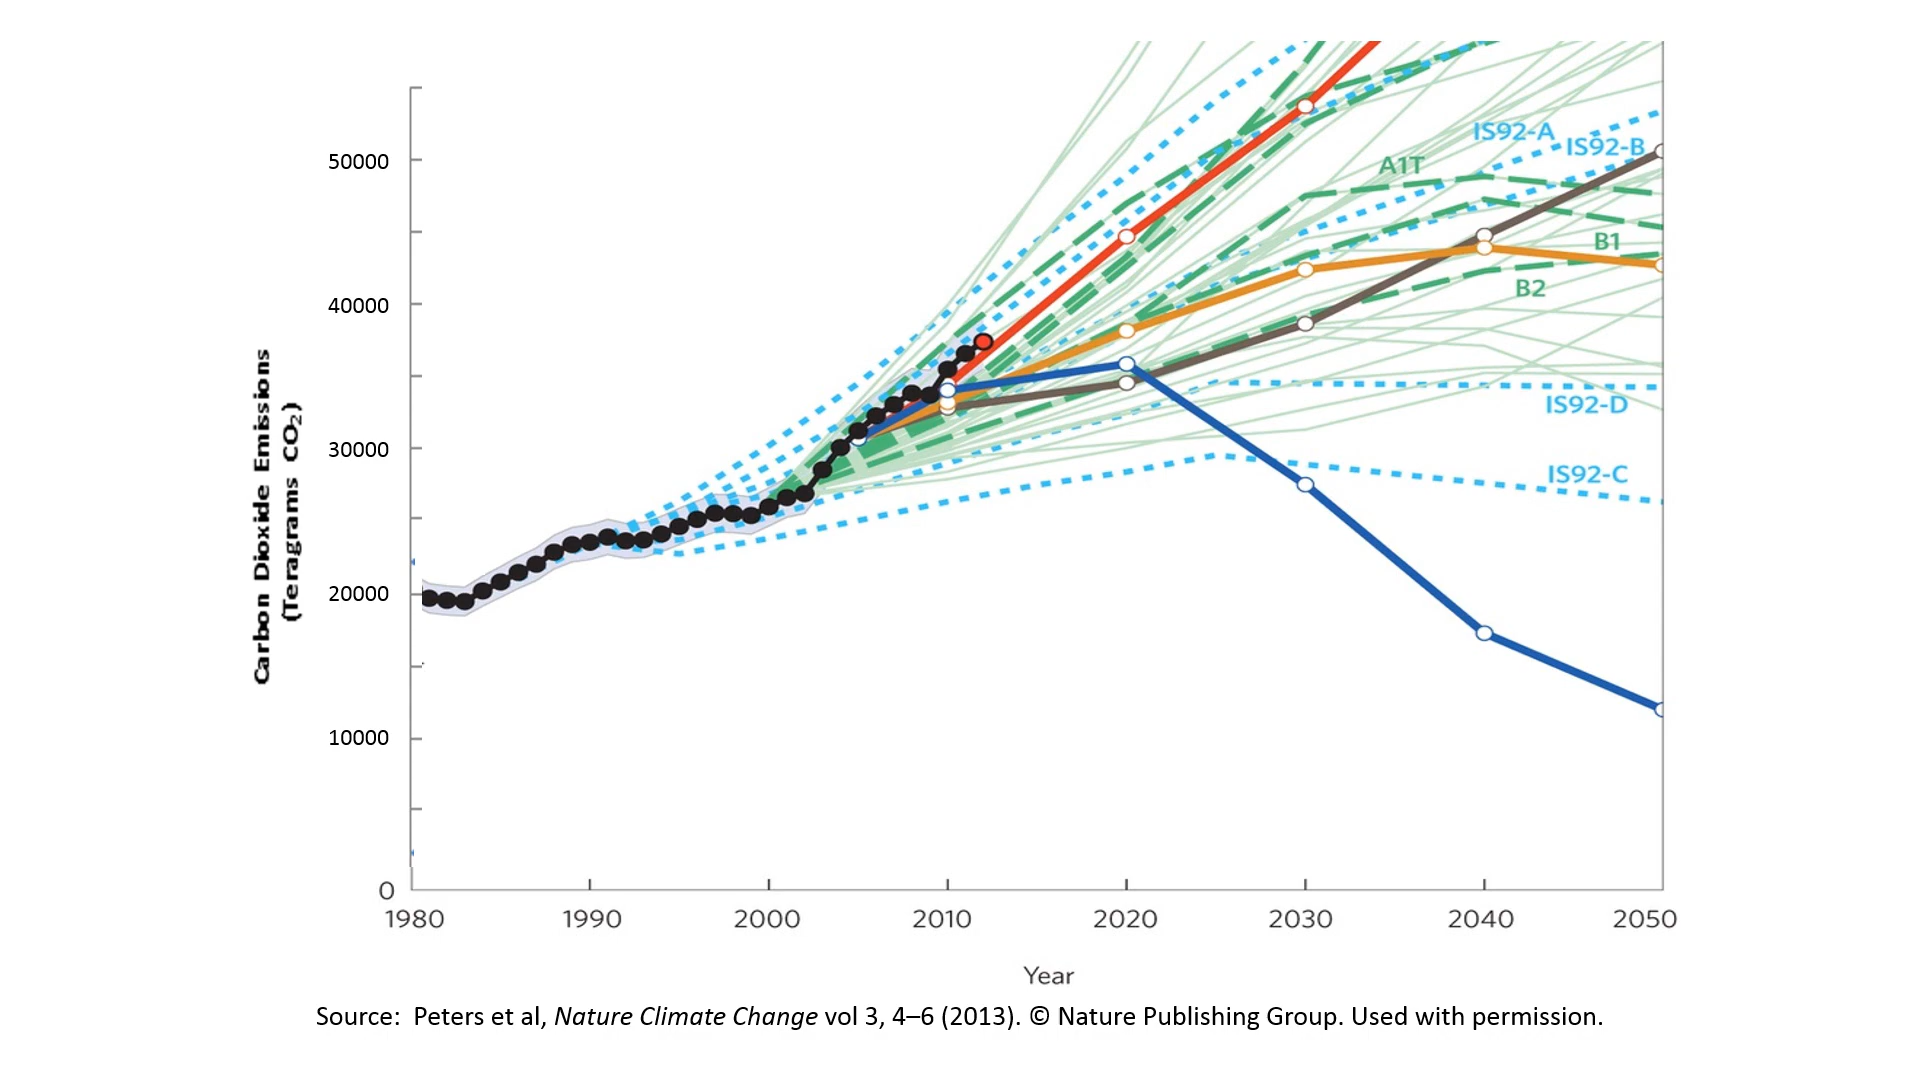 Carbon Dioxide Emissions
(Teragrams CO₂)
50000
40000
30000
20000
10000
0
IS92-A
IS92-B
A1T
B1
B2
IS92-D
IS92-C
1980 1990 2000 2010 2020 2030 2040 2050
Year
Source: Peters et al, Nature Climate Change vol 3, 4–6 (2013). © Nature Publishing Group. Used with permission.